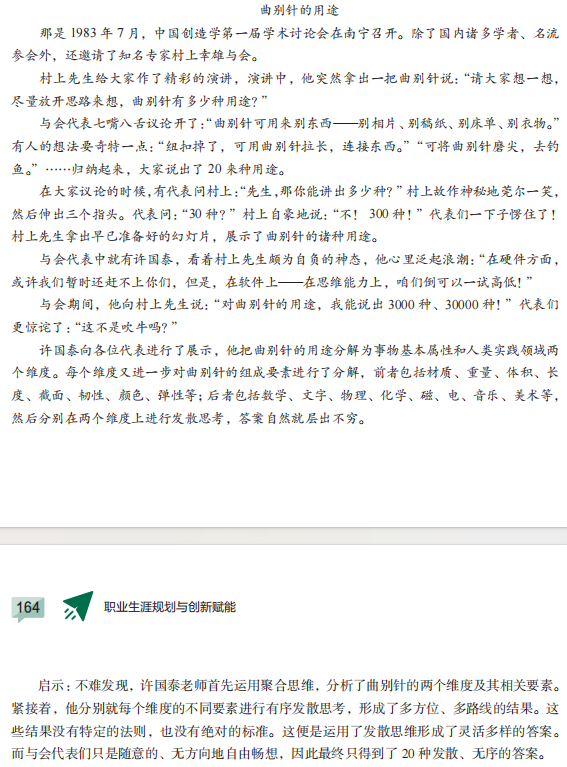 曲别针的用途
那是 1983 年 7 月，中国创造学第一届学术讨论会在南宁召开。除了国内诸多学者、名流
参会外，还邀请了知名专家村上幸雄与会。
村上先生给大家作了精彩的演讲，演讲中，他突然拿出一把曲别针说：“请大家想一想，
尽量放开思路来想，曲别针有多少种用途？”
与会代表七嘴八舌议论开了：“曲别针可用来别东西——别相片、别稿纸、别床单、别衣物。”
有人的想法要奇特一点：“纽扣掉了，可用曲别针拉长，连接东西。”“可将曲别针磨尖，去钓
鱼。”……归纳起来，大家说出了 20 来种用途。
在大家议论的时候，有代表问村上：“先生，那你能讲出多少种？”村上故作神秘地莞尔一笑，
然后伸出三个指头。代表问：“30 种？”村上自豪地说：“不！ 300 种！”代表们一下子愣住了！
村上先生拿出早已准备好的幻灯片，展示了曲别针的诸种用途。
与会代表中就有许国泰，看着村上先生颇为自负的神态，他心里泛起浪潮：“在硬件方面，
或许我们暂时还赶不上你们，但是，在软件上——在思维能力上，咱们倒可以一试高低！”
与会期间，他向村上先生说：“对曲别针的用途，我能说出 3000 种、30000 种！”代表们
更惊诧了：“这不是吹牛吗？”
许国泰向各位代表进行了展示，他把曲别针的用途分解为事物基本属性和人类实践领域两
个维度。每个维度又进一步对曲别针的组成要素进行了分解，前者包括材质、重量、体积、长
度、截面、韧性、颜色、弹性等；后者包括数学、文字、物理、化学、磁、电、音乐、美术等，
然后分别在两个维度上进行发散思考，答案自然就层出不穷。
164 职业生涯规划与创新赋能
启示：不难发现，许国泰老师首先运用聚合思维，分析了曲别针的两个维度及其相关要素。
紧接着，他分别就每个维度的不同要素进行有序发散思考，形成了多方位、多路线的结果。这
些结果没有特定的法则，也没有绝对的标准。这便是运用了发散思维形成了灵活多样的答案。
而与会代表们只是随意的、无方向地自由畅想，因此最终只得到了 20 种发散、无序的答案。